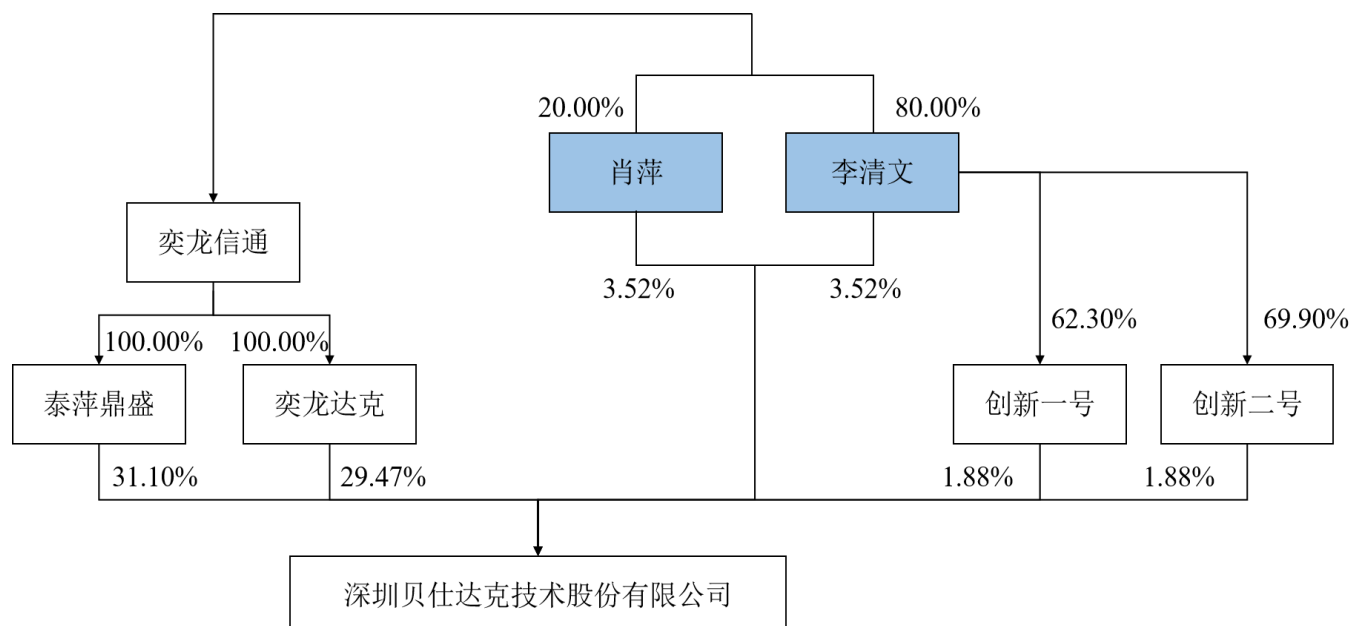 20.00%
80.00%
肖萍
李清文
奕龙信通
3.52%
3.52%
62.30%
69.90%
100.00%
100.00%
泰萍鼎盛
奕龙达克
创新一号
创新二号
31.10%
29.47%
1.88%
1.88%
深圳贝仕达克技术股份有限公司